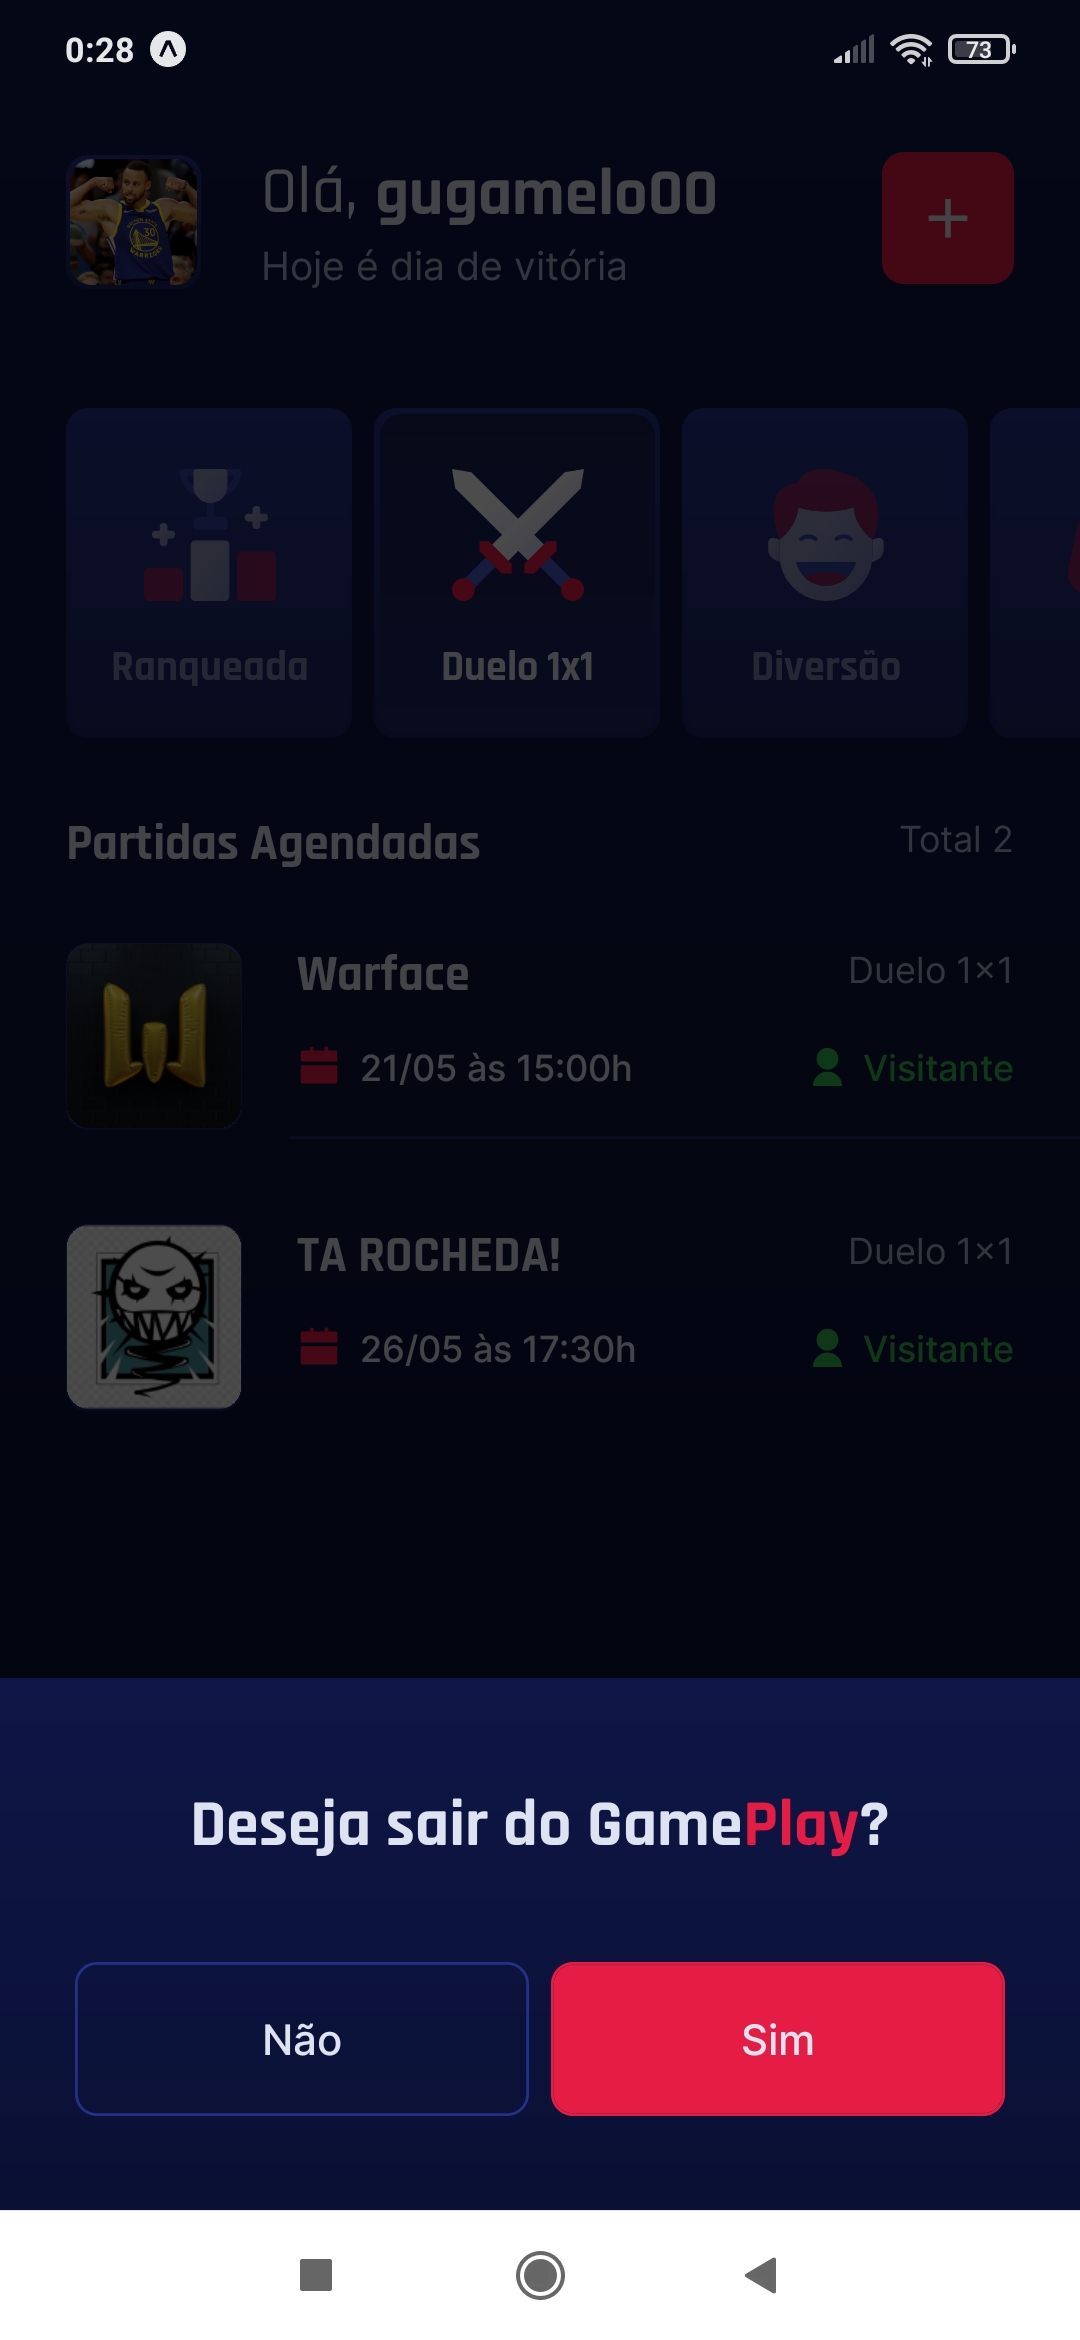 0:28
73
Olá, gugamelo00
Hoje é dia de vitória
Ranqueada
Duelo 1x1
Diversão
Partidas Agendadas
Total 2
Warface
Duelo 1x1
21/05 às 15:00h
Visitante
TA ROCHEDA!
Duelo 1x1
26/05 às 17:30h
Visitante
Deseja sair do GamePlay?
Não
Sim